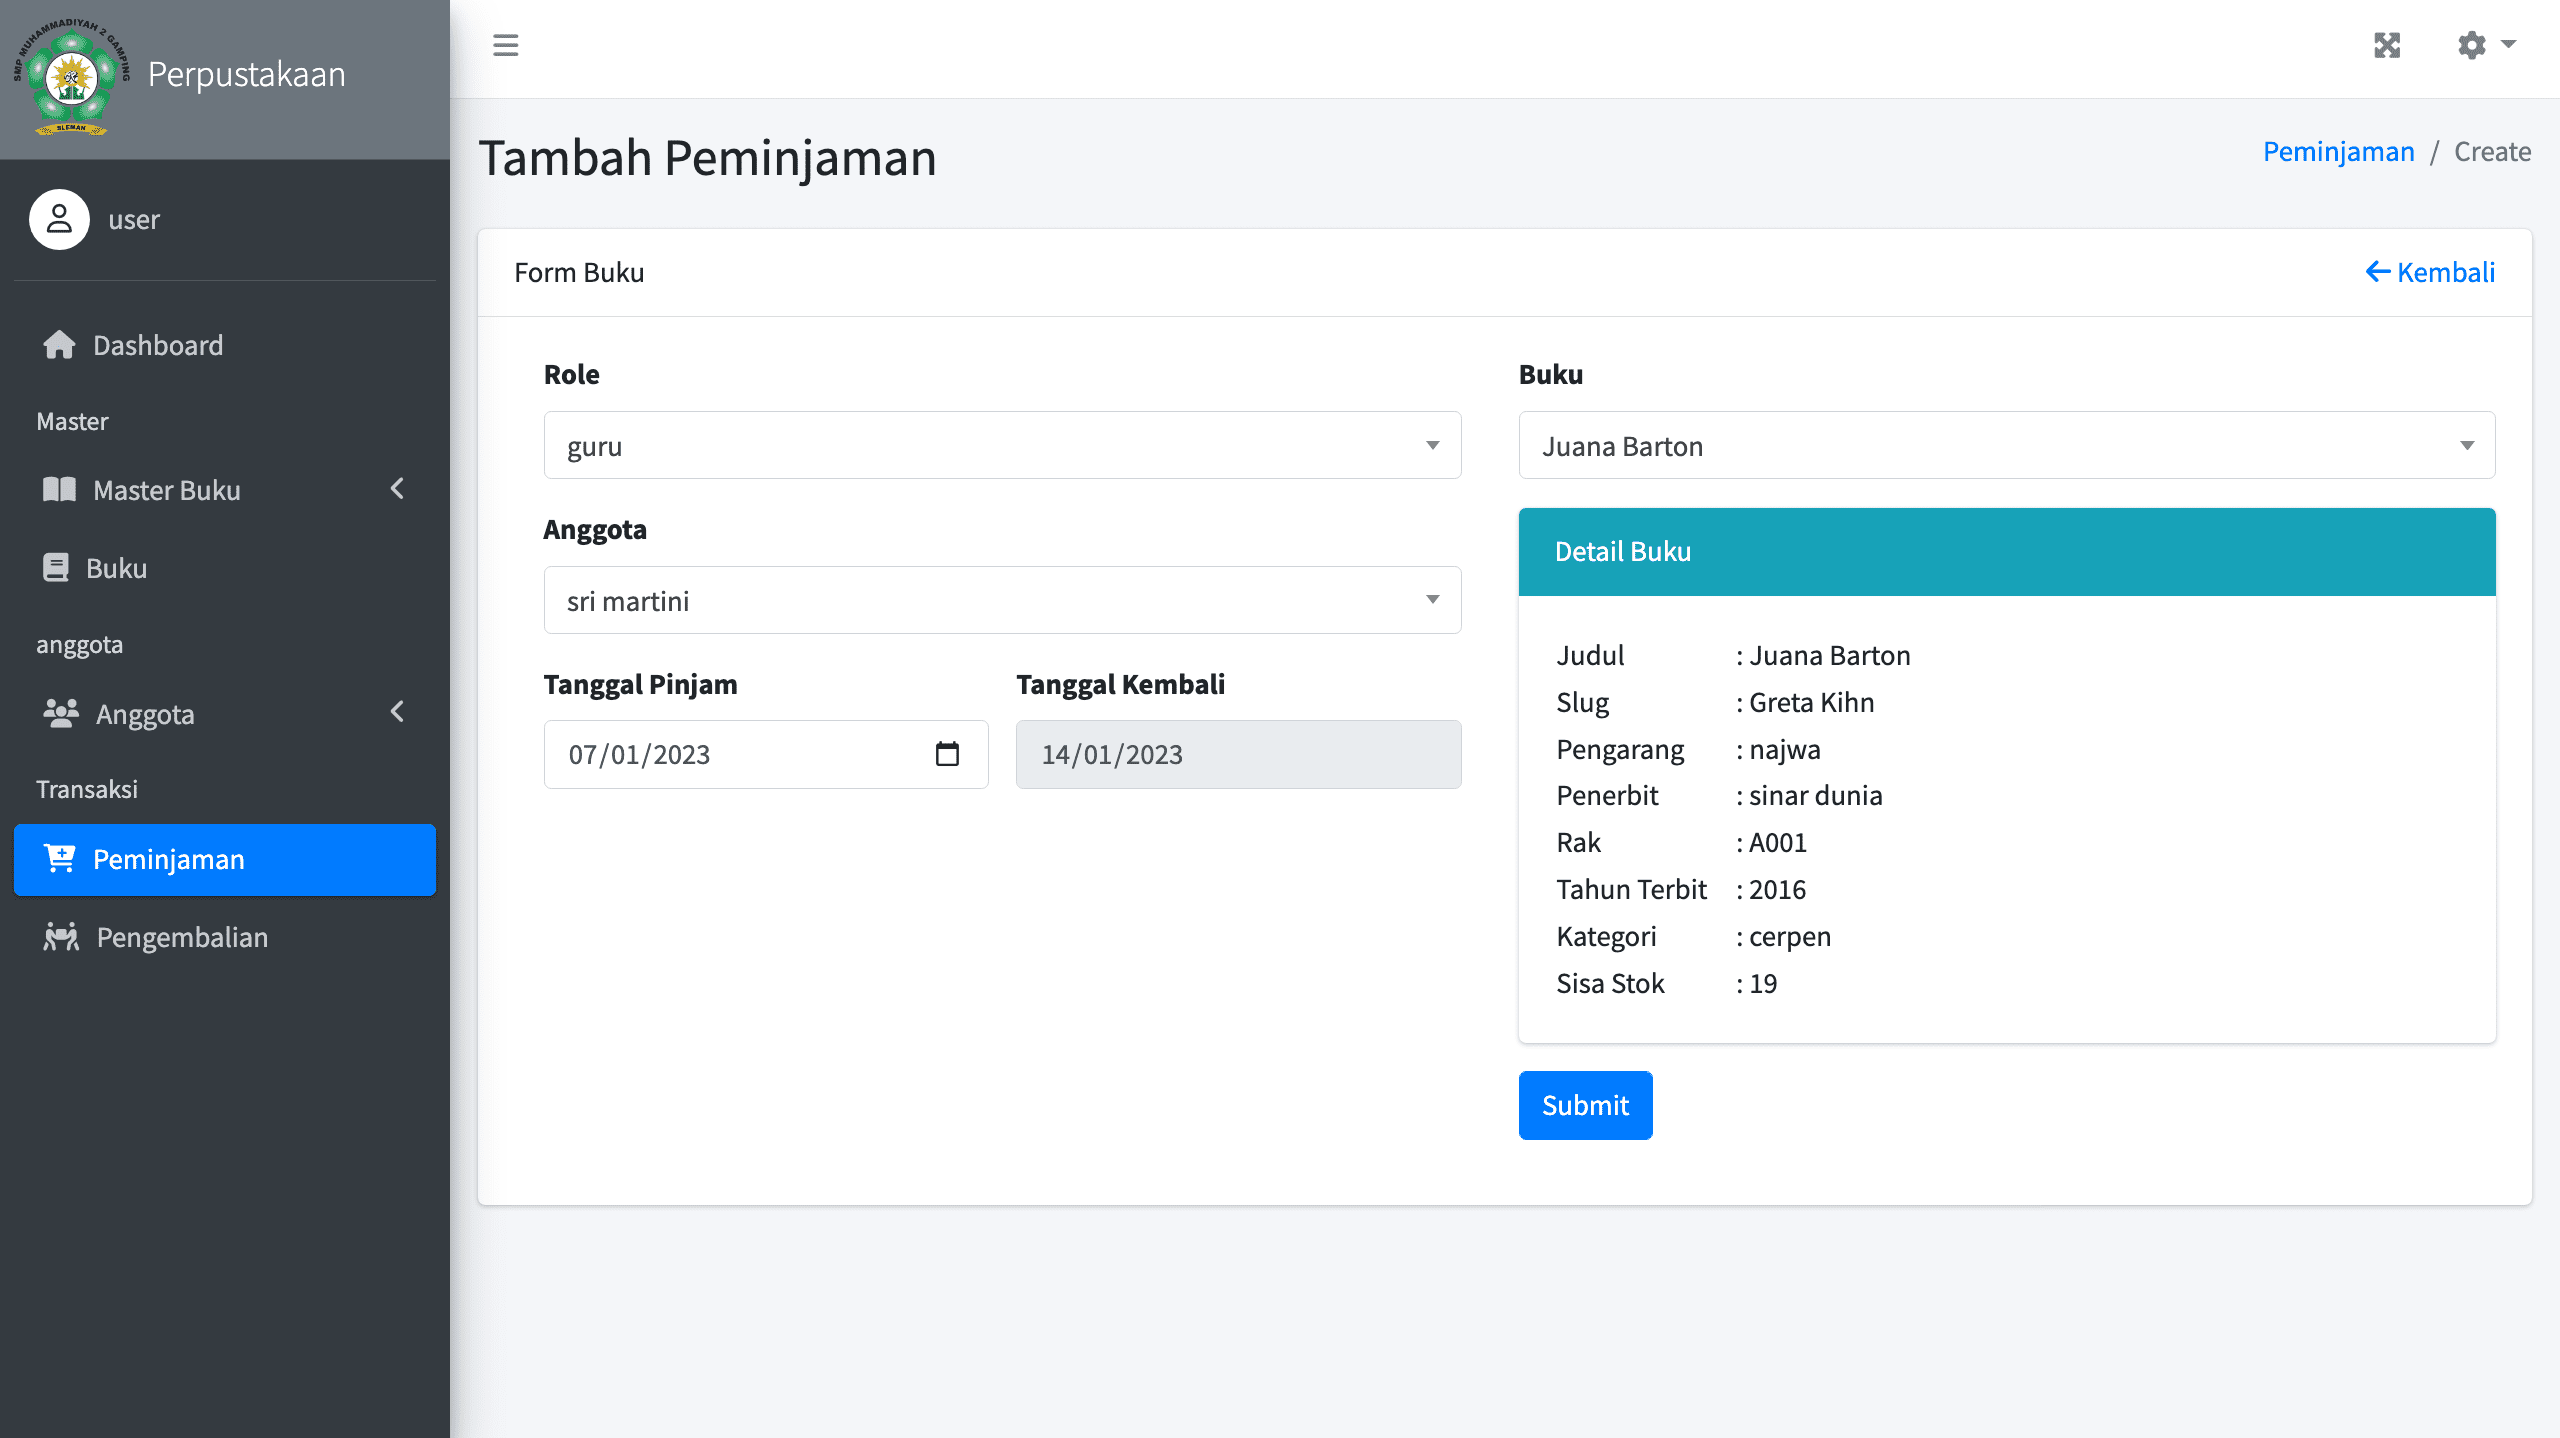 SMP MUHAMMADIYAH 2 GAMPING
SLEMAN
Perpustakaan
user
Dashboard
Master
Master Buku
Buku
anggota
Anggota
Transaksi
Peminjaman
Pengembalian
Tambah Peminjaman
Peminjaman / Create
Form Buku
Kembali
Role
guru
Anggota
sri martini
Tanggal Pinjam
07/01/2023
Tanggal Kembali
14/01/2023
Buku
Juana Barton
Detail Buku
Judul : Juana Barton
Slug : Greta Kihn
Pengarang : najwa
Penerbit : sinar dunia
Rak : A001
Tahun Terbit : 2016
Kategori : cerpen
Sisa Stok : 19
Submit